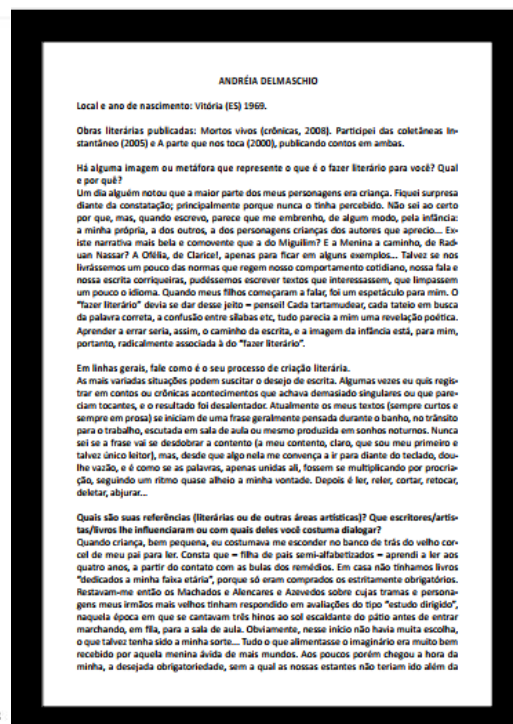 ANDRÉIA DELMASCHIO
Local e ano de nascimento: Vitória (ES) 1969.
Obras literárias publicadas: Mortos vivos (crônicas, 2008). Participei das coletâneas In-
stantâneo (2005) e A parte que nos toca (2000), publicando contos em ambas.
Há alguma imagem ou metáfora que represente o que é o fazer literário para você? Qual
e por quê?
Um dia alguém notou que a maior parte dos meus personagens era criança. Fiquei surpresa
diante da constatação; principalmente porque nunca o tinha percebido. Não sei ao certo
por que, mas, quando escrevo, parece que me embrenho, de algum modo, pela infância:
a minha própria, a dos outros, a dos personagens crianças dos autores que aprecio... Ex-
iste narrativa mais bela e comovente que a do Miguilim? E a Menina a caminho, de Rad-
uan Nassar? A Ofélia, de Clarice!, apenas para ficar em alguns exemplos... Talvez se nos
livrássemos um pouco das normas que regem nosso comportamento cotidiano, nossa fala e
nossa escrita corriqueiras, pudéssemos escrever textos que interessassem, que limpassem
um pouco o idioma. Quando meus filhos começaram a falar, foi um espetáculo para mim. O
"fazer literário" devia se dar desse jeito – pensei! Cada tartamudear, cada tateio em busca
da palavra correta, a confusão entre sílabas etc, tudo parecia a mim uma revelação poética.
Aprender a errar seria, assim, o caminho da escrita, e a imagem da infância está, para mim,
portanto, radicalmente associada à do "fazer literário".
Em linhas gerais, fale como é o seu processo de criação literária.
As mais variadas situações podem suscitar o desejo de escrita. Algumas vezes eu quis regis-
trar em contos ou crônicas acontecimentos que achava demasiado singulares ou que pare-
ciam tocantes, e o resultado foi desalentador. Atualmente os meus textos (sempre curtos e
sempre em prosa) se iniciam de uma frase geralmente pensada durante o banho, no trânsito
para o trabalho, escutada em sala de aula ou mesmo produzida em sonhos noturnos. Nunca
sei se a frase vai se desdobrar a contento (a meu contento, claro, que sou meu primeiro e
talvez único leitor), mas, desde que algo nela me convença a ir para diante do teclado, dou-
lhe vazão, e é como se as palavras, apenas unidas ali, fossem se multiplicando por procria-
ção, seguindo um ritmo quase alheio a minha vontade. Depois é ler, reler, cortar, retocar,
deletar, abjurar...
Quais são suas referências (literárias ou de outras áreas artísticas)? Que escritores/artis-
tas/livros lhe influenciaram ou com quais deles você costuma dialogar?
Quando criança, bem pequena, eu costumava me esconder no banco de trás do velho cor-
cel de meu pai para ler. Consta que – filha de pais semi-alfabetizados – aprendi a ler aos
quatro anos, a partir do contato com as bulas dos remédios. Em casa não tínhamos livros
"dedicados a minha faixa etária", porque só eram comprados os estritamente obrigatórios.
Restavam-me então os Machados e Alencares e Azevedos sobre cujas tramas e persona-
gens meus irmãos mais velhos tinham respondido em avaliações do tipo "estudo dirigido",
naquela época em que se cantavam três hinos ao sol escaldante do pátio antes de entrar
marchando, em fila, para a sala de aula. Obviamente, nesse início não havia muita escolha,
o que talvez tenha sido a minha sorte... Tudo o que alimentasse o imaginário era muito bem
recebido por aquela menina ávida de mais mundos. Aos poucos porém chegou a hora da
minha, a desejada obrigatoriedade, sem a qual as nossas estantes não teriam ido além da